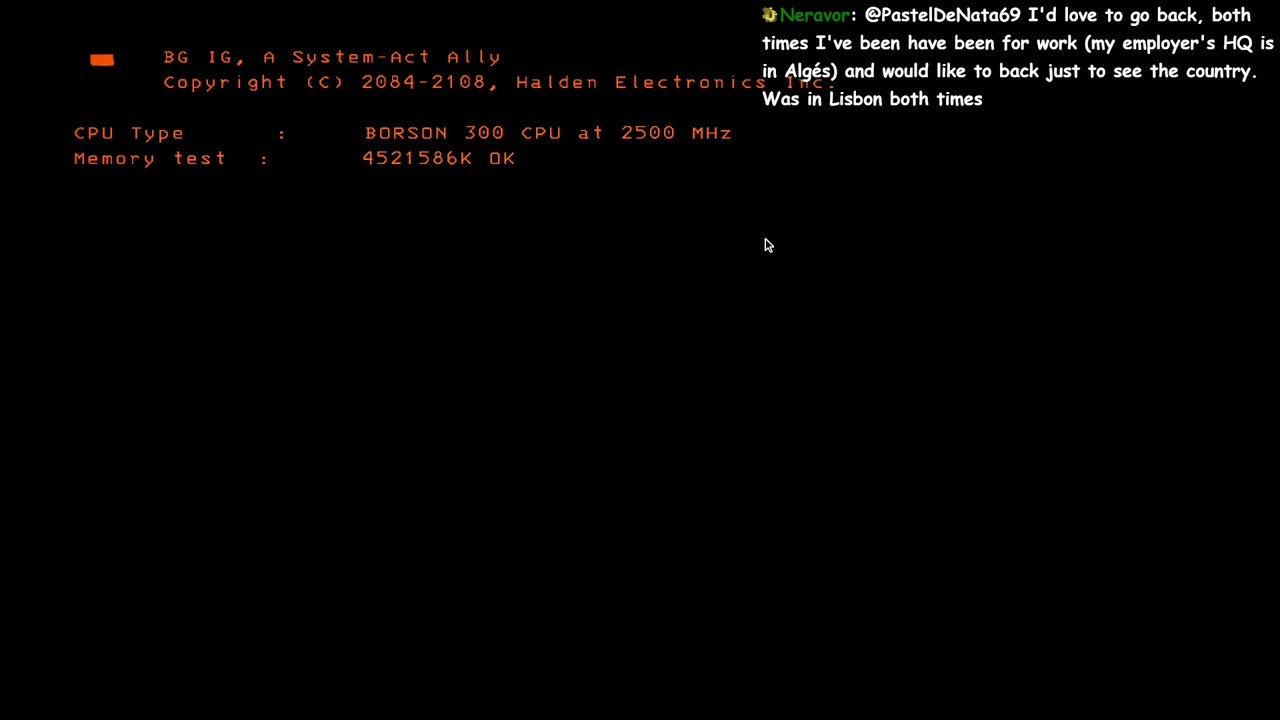 BG IG, A System-Act Ally
Copyright (C) 2084-2108, Halden Electronics Inc.
CPU Type : BORSON 300 CPU at 2500 MHz
Memory test : 4521586K OK
Neravor: @PastelDeNata69 I'd love to go back, both
times I've been have been for work (my employer's HQ is
in Algés) and would like to back just to see the country.
Was in Lisbon both times